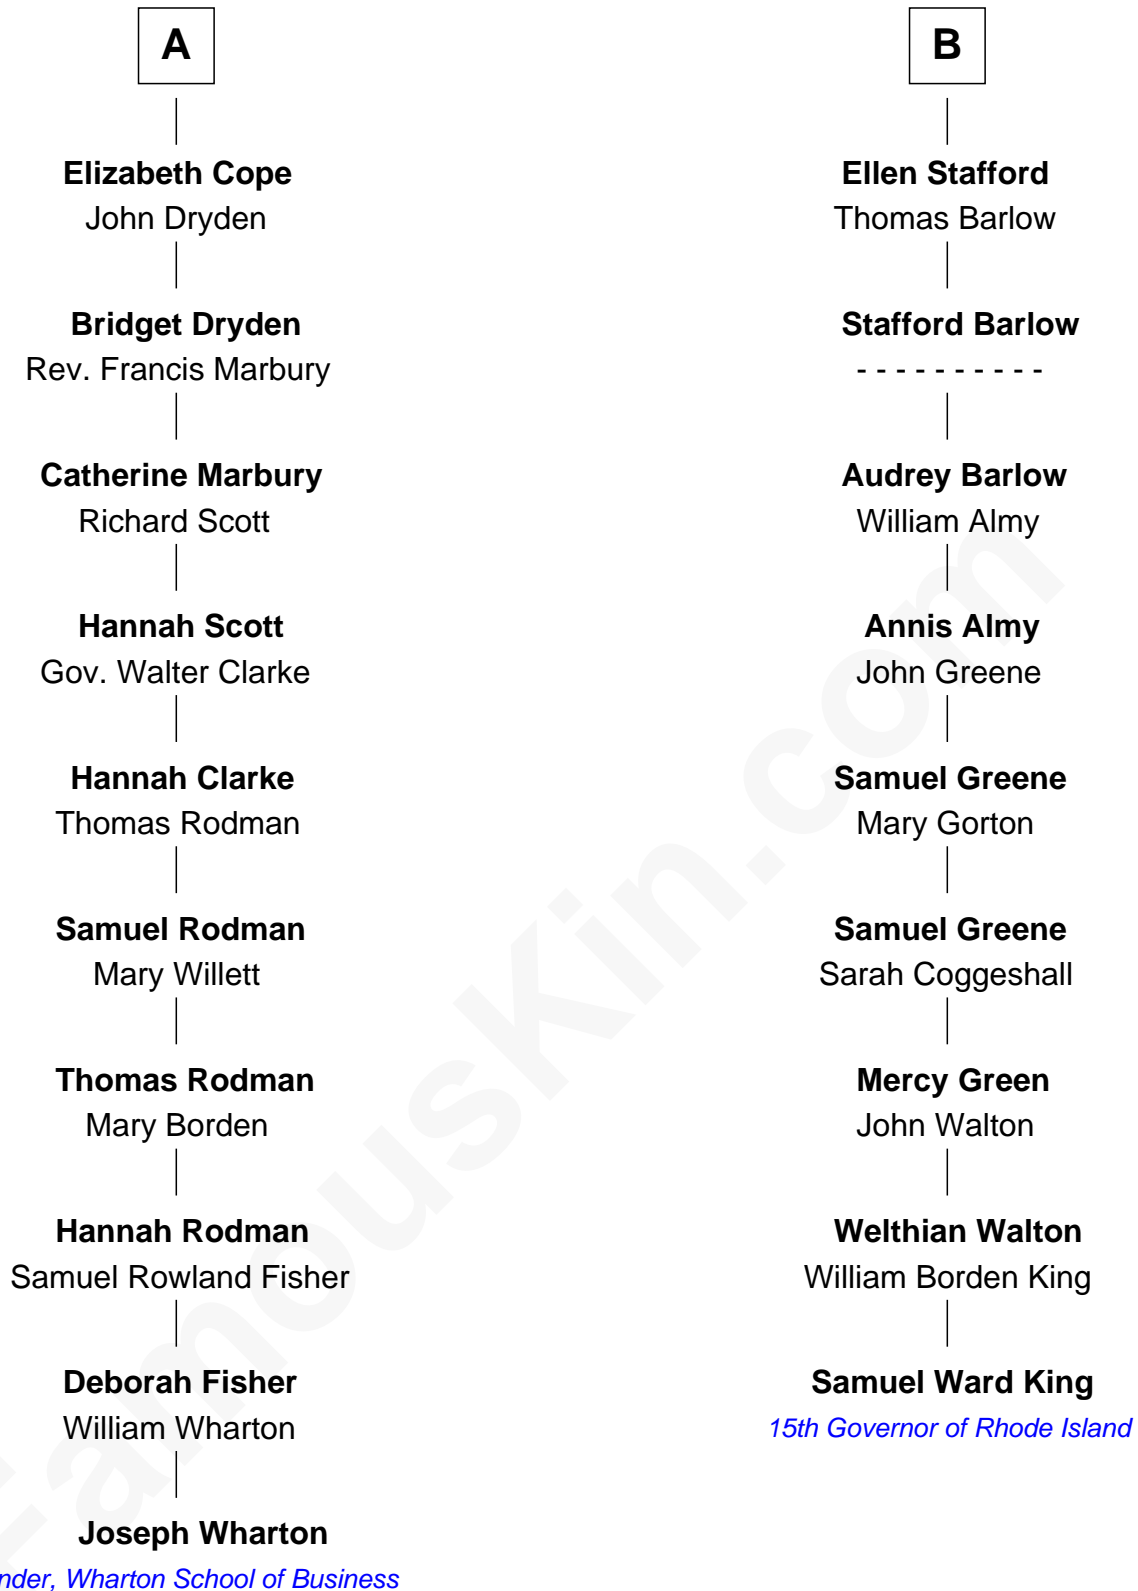 A
Elizabeth Cope
John Dryden
Bridget Dryden
Rev. Francis Marbury
Catherine Marbury
Richard Scott
Hannah Scott
Gov. Walter Clarke
Hannah Clarke
Thomas Rodman
Samuel Rodman
Mary Willett
Thomas Rodman
Mary Borden
Hannah Rodman
Samuel Rowland Fisher
Deborah Fisher
William Wharton
Joseph Wharton
nder, Wharton School of Business
B
Ellen Stafford
Thomas Barlow
Stafford Barlow
- - - - - - - - - -
Audrey Barlow
William Almy
Annis Almy
John Greene
Samuel Greene
Mary Gorton
Samuel Greene
Sarah Coggeshall
Mercy Green
John Walton
Welthian Walton
William Borden King
Samuel Ward King
15th Governor of Rhode Island
FamousKin.com